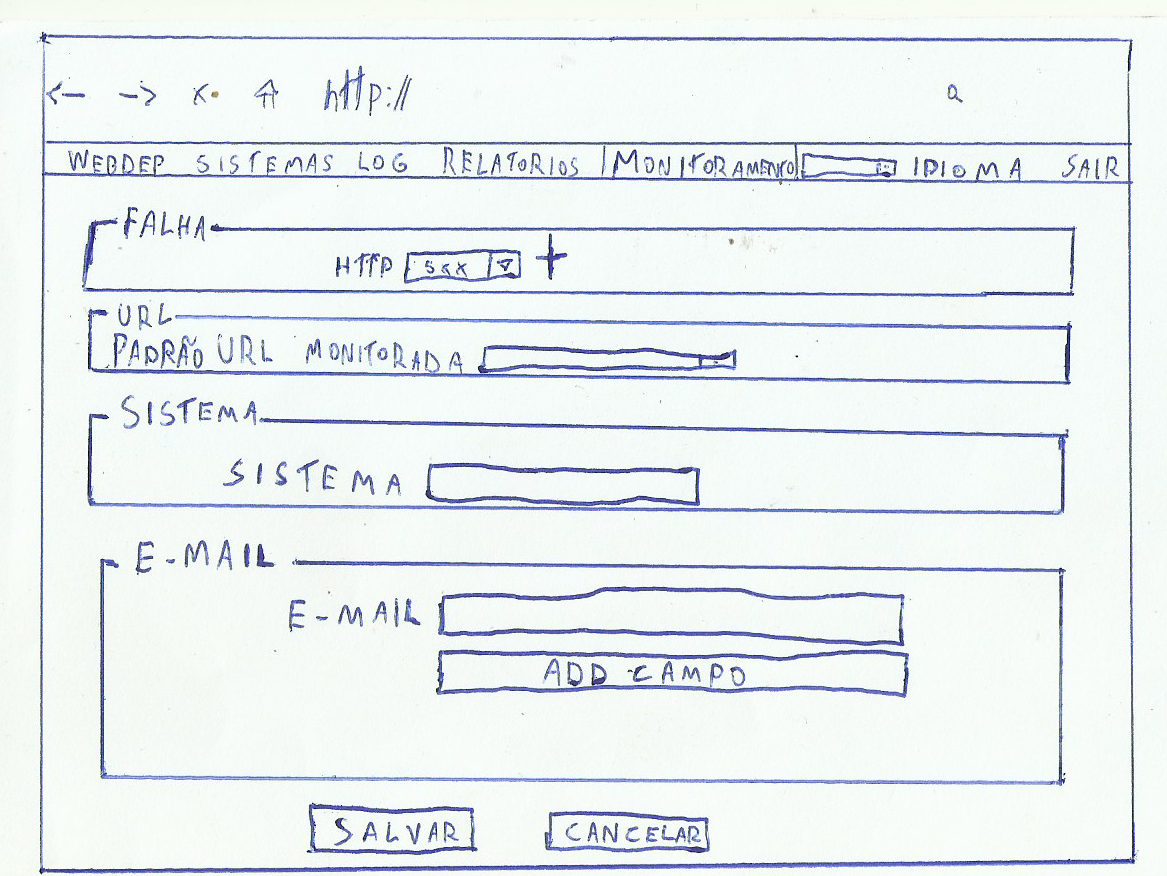 http://
WEBDEP SISTEMAS LOG RELATORIOS MONITORAMENTO IDIOMA SAIR
FALHA
HTTP 5xx
URL
PADRÃO URL MONITORADA
SISTEMA
SISTEMA
E-MAIL
E-MAIL
ADD CAMPO
SALVAR CANCELAR